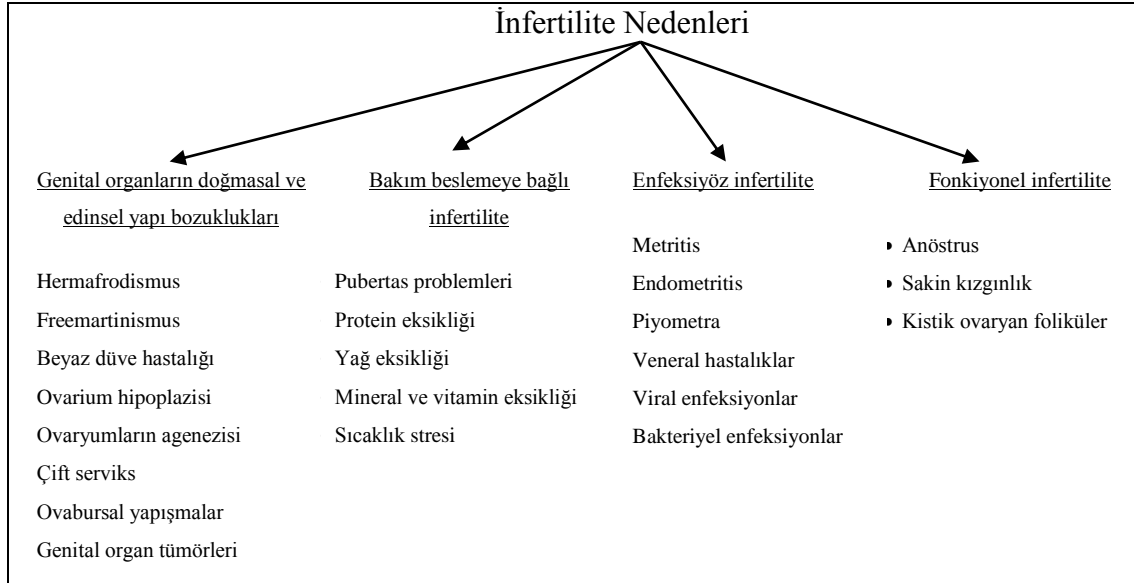 İnfertilite Nedenleri
Genital organların doğmasal ve
edinsel yapı bozuklukları
Hermafrodismus
Freemartinismus
Beyaz düve hastalığı
Ovarium hipoplazisi
Ovaryumların agenezisi
Çift serviks
Ovabursal yapışmalar
Genital organ tümörleri
Bakım beslemeye bağlı
infertilite
Pubertas problemleri
Protein eksikliği
Yağ eksikliği
Mineral ve vitamin eksikliği
Sıcaklık stresi
Enfeksiyöz infertilite
Metritis
Endometritis
Piyometra
Veneral hastalıklar
Viral enfeksiyonlar
Bakteriyel enfeksiyonlar
Fonkiyonel infertilite
• Anöstrus
• Sakin kızgınlık
• Kistik ovaryan foliküler